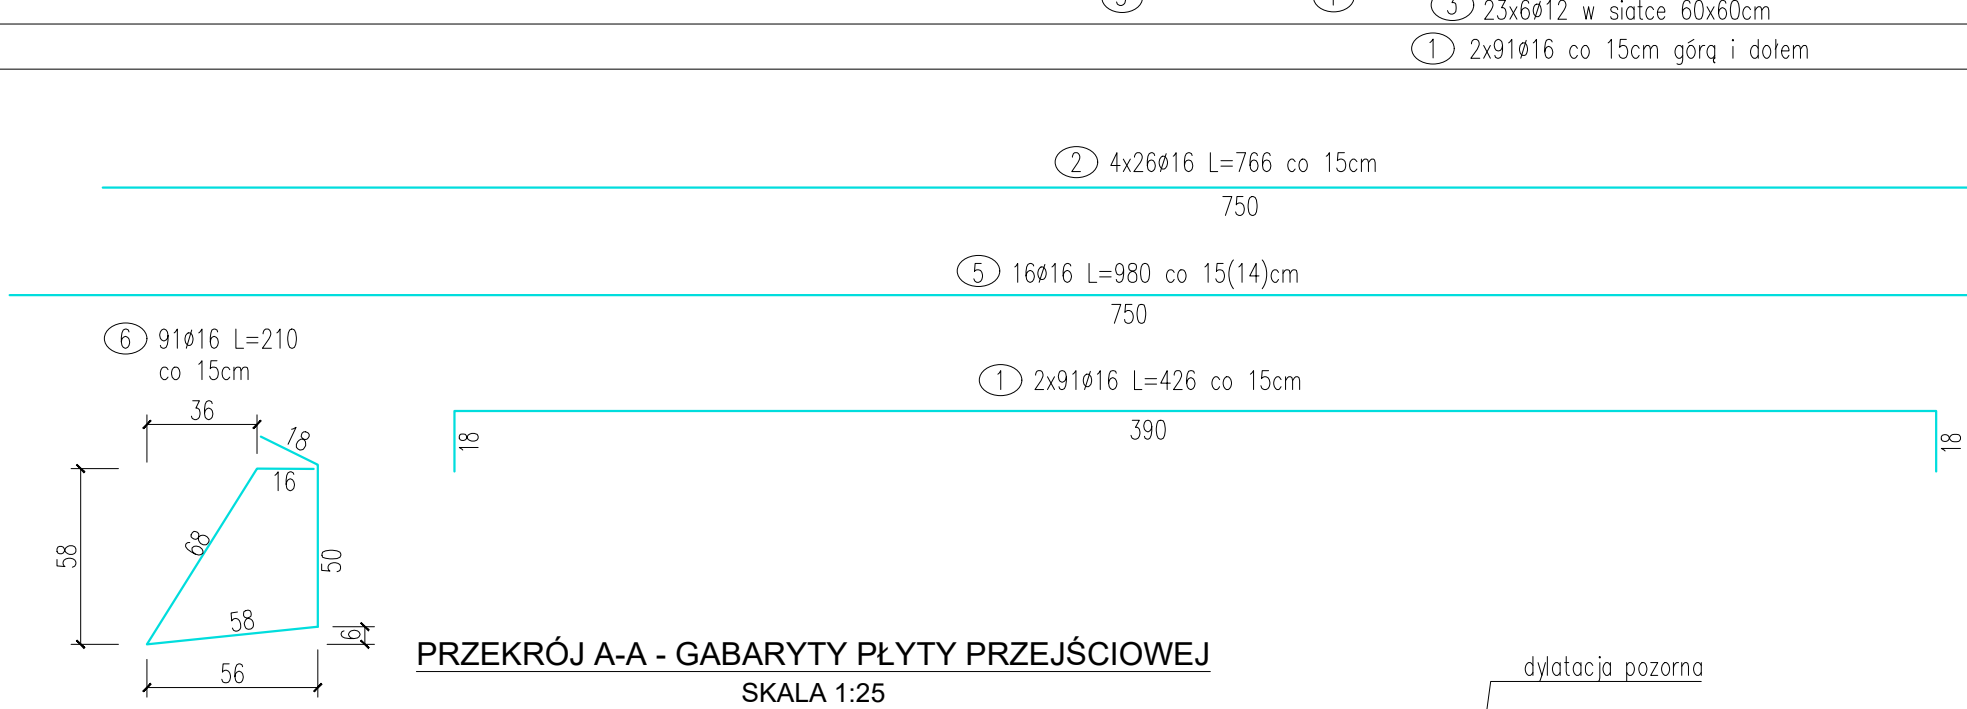 3 23x6ø12 w siatce 60x60cm
1 2x91ø16 co 15cm górą i dołem
2 4x26ø16 L=766 co 15cm
750
5 16ø16 L=980 co 15(14)cm
750
6 91ø16 L=210
co 15cm
1 2x91ø16 L=426 co 15cm
36
18
16
18
390
18
58
68
50
58
6
56
PRZEKRÓJ A-A - GABARYTY PŁYTY PRZEJŚCIOWEJ
SKALA 1:25
dylatacja pozorna